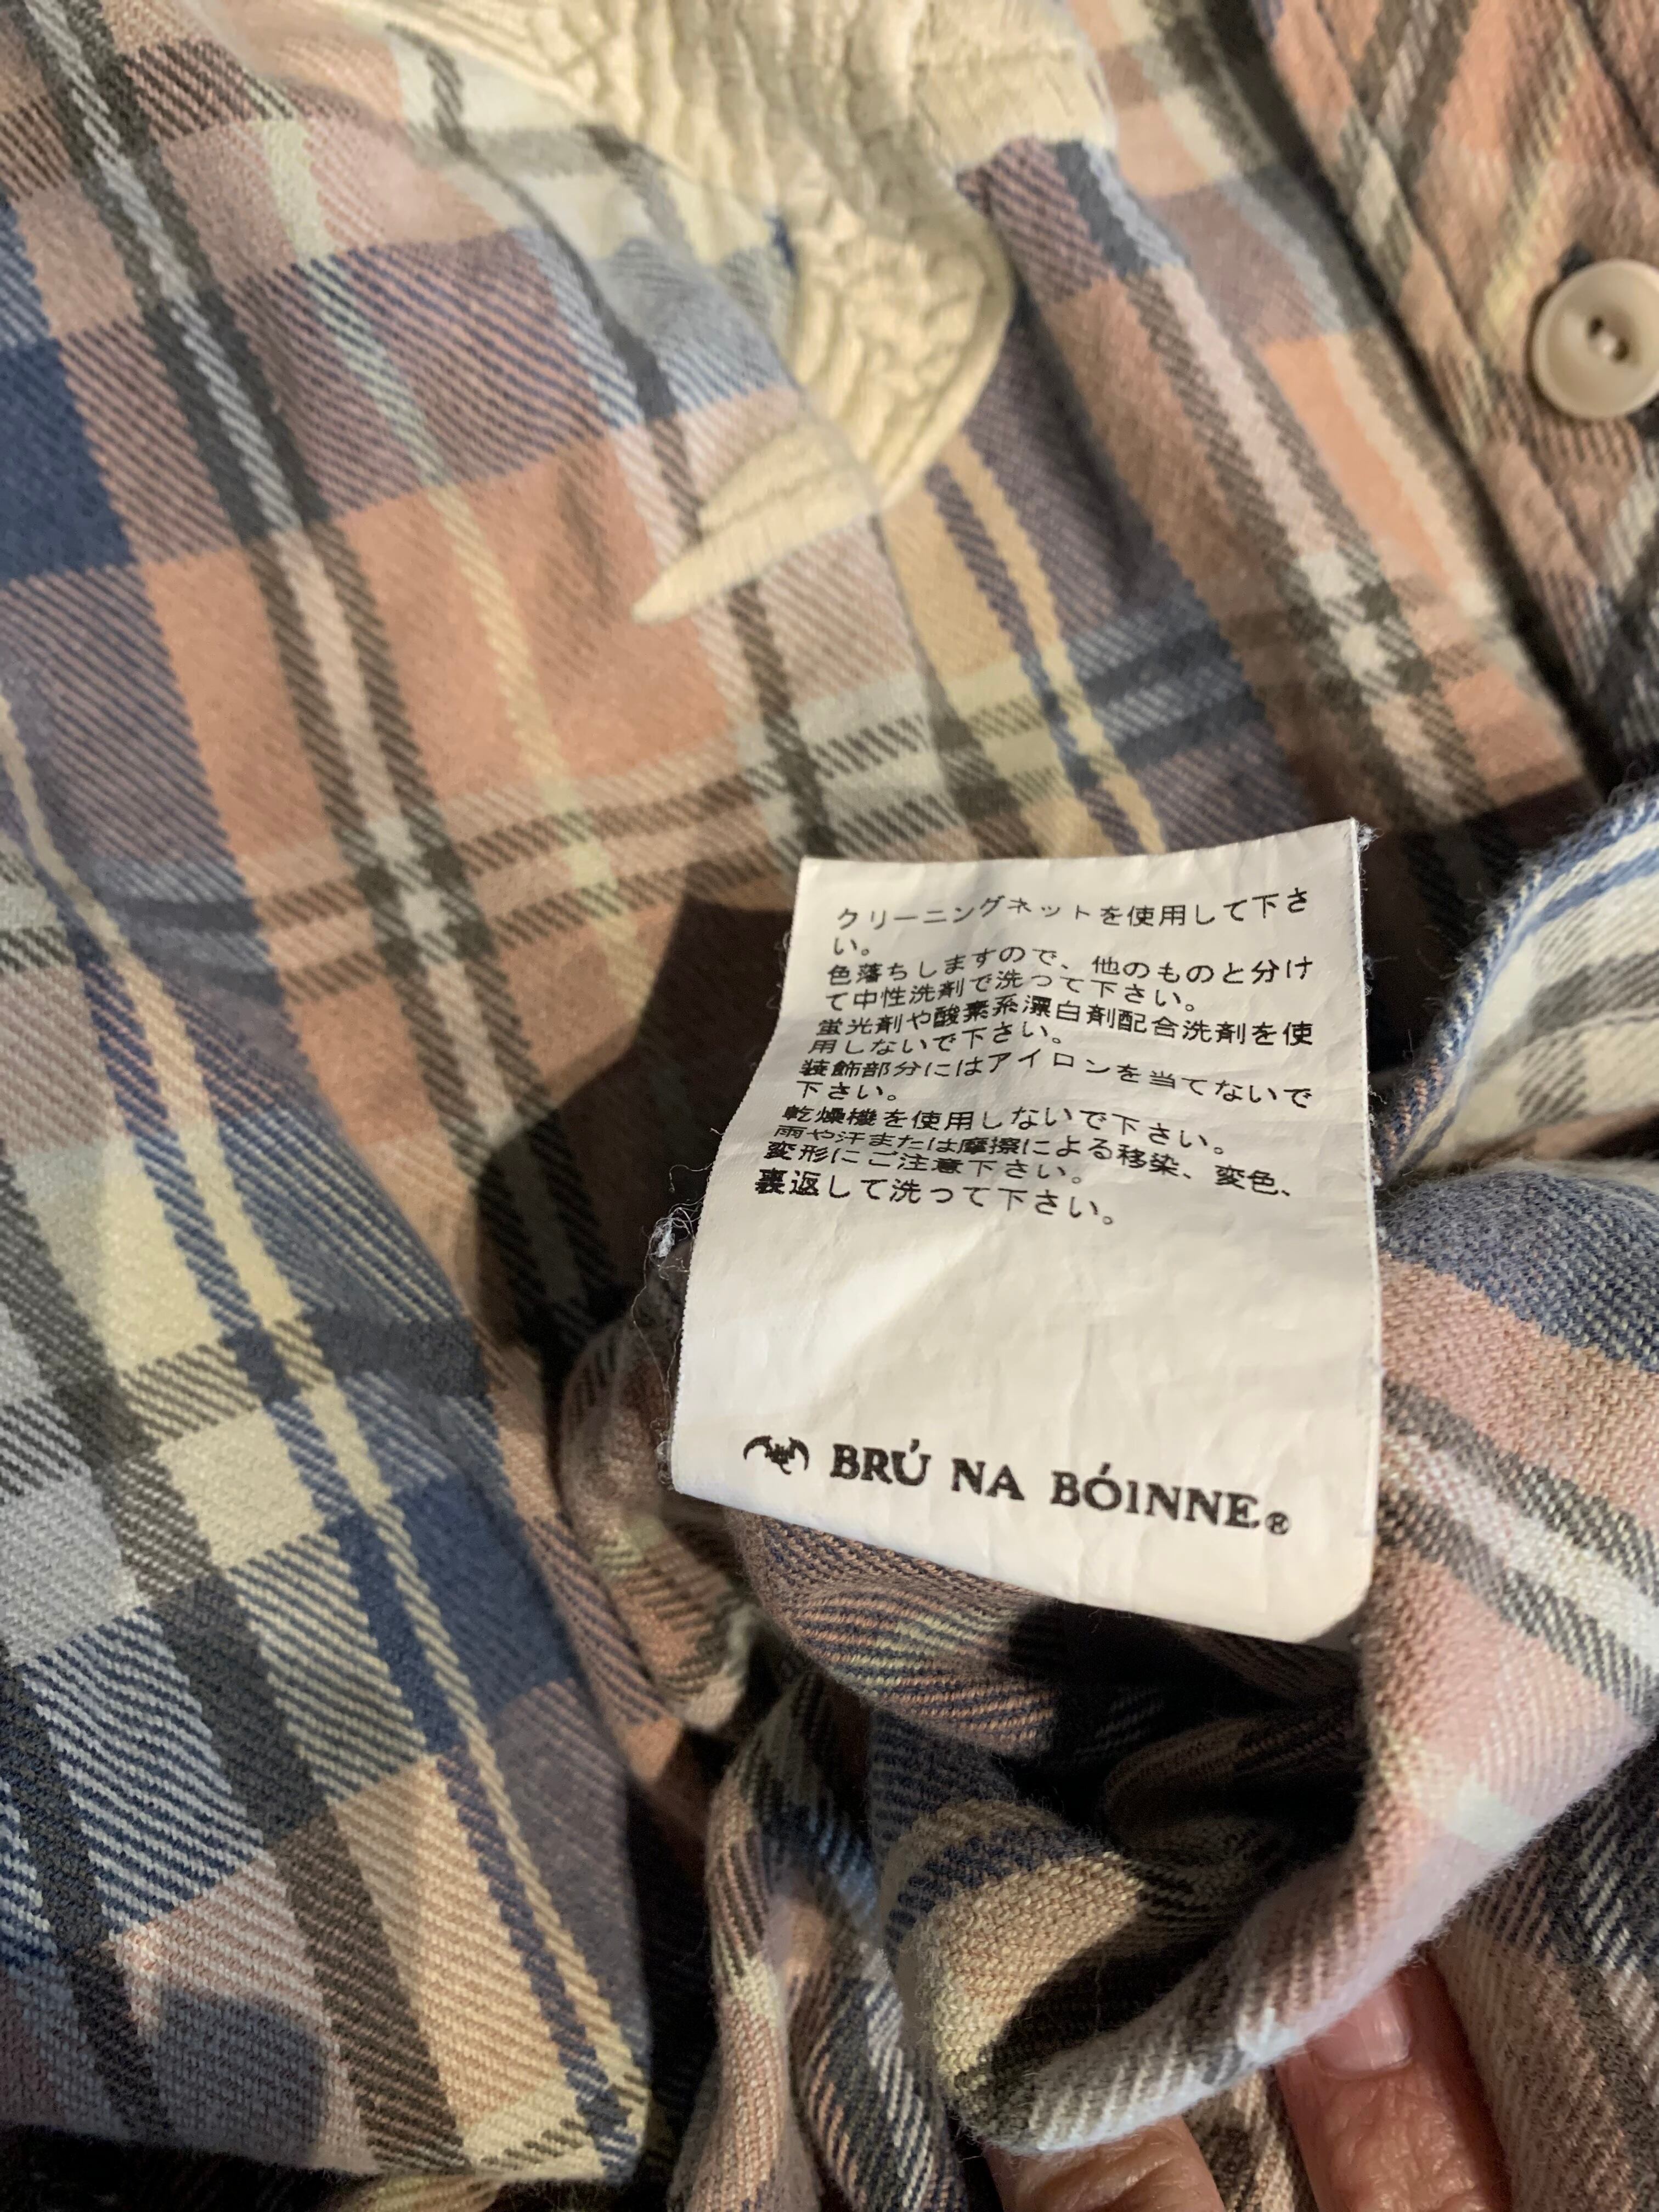 クリーニングネットを使用して下さ
い。
色落ちしますので、他のものと分け
て中性洗剤で洗って下さい。
蛍光剤や酸素系漂白剤配合洗剤を使
用しないで下さい。
装飾部分にはアイロンを当てないで
下さい。
乾燥機を使用しないで下さい。
雨や汗または摩擦による移染、変色、
変形にご注意下さい。
裏返して洗って下さい。
BRÚ NA BÓINNE®